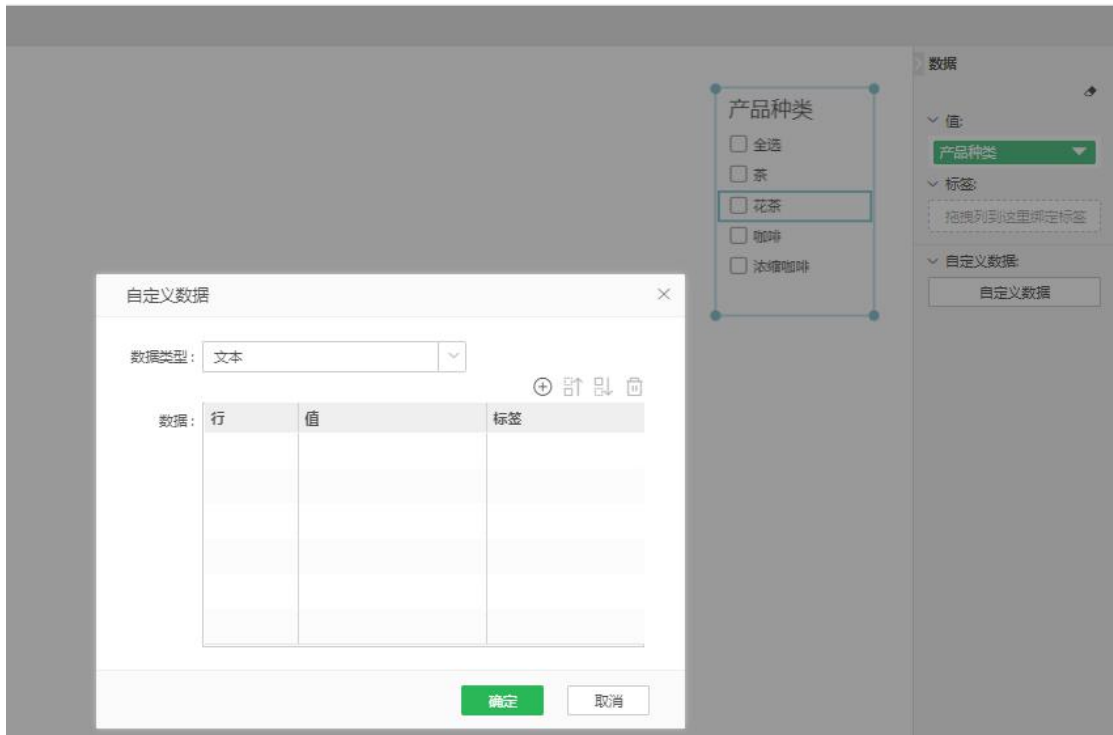 数据
产品种类
全选
茶
花茶
咖啡
浓缩咖啡
值:
产品种类
标签:
拖拽列到这里绑定标签
自定义数据:
自定义数据
自定义数据
数据类型: 文本
数据: 行 值 标签
确定 取消